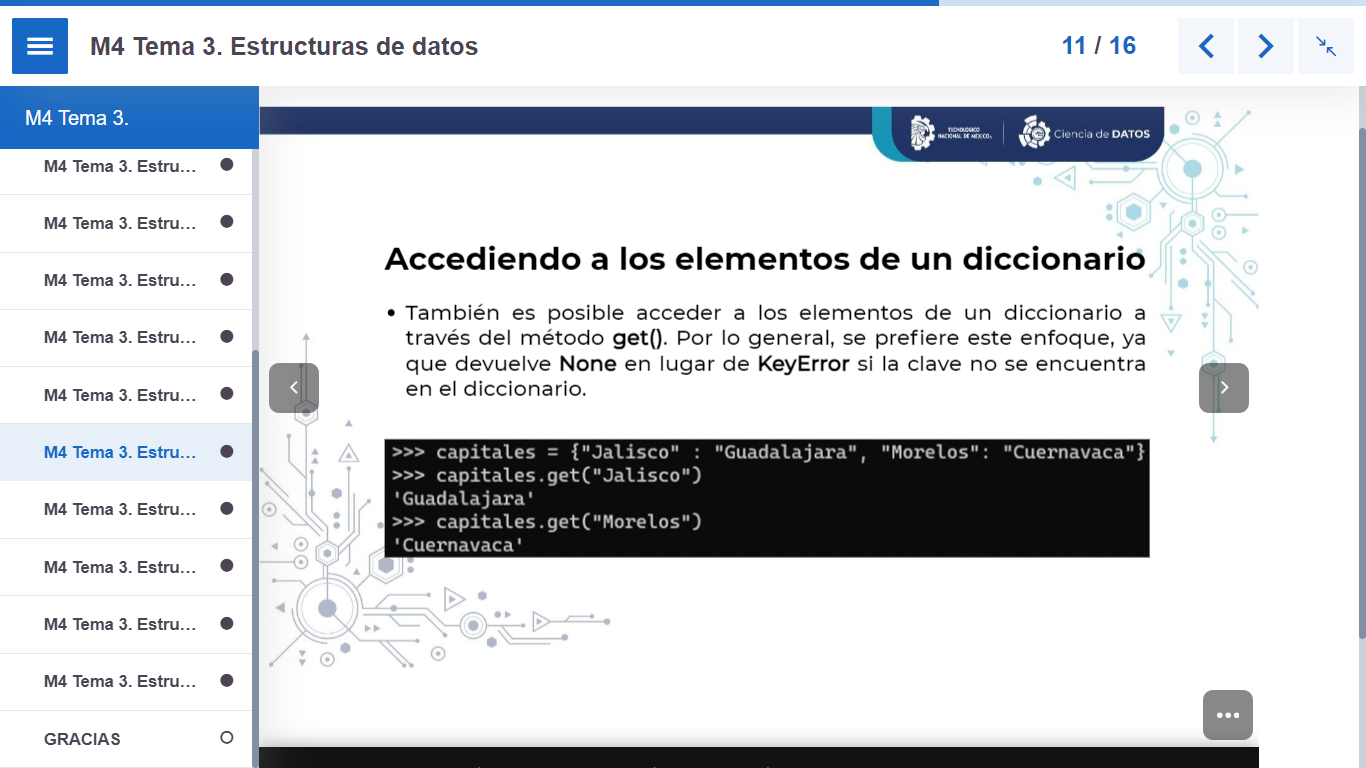 M4 Tema 3. Estructuras de datos
11 / 16
M4 Tema 3.
M4 Tema 3. Estru...
M4 Tema 3. Estru...
M4 Tema 3. Estru...
M4 Tema 3. Estru...
M4 Tema 3. Estru...
M4 Tema 3. Estru...
M4 Tema 3. Estru...
M4 Tema 3. Estru...
M4 Tema 3. Estru...
M4 Tema 3. Estru...
GRACIAS
TECNOLÓGICO
NACIONAL DE MÉXICO
Ciencia de DATOS
Accediendo a los elementos de un diccionario
• También es posible acceder a los elementos de un diccionario a
través del método get(). Por lo general, se prefiere este enfoque, ya
que devuelve None en lugar de KeyError si la clave no se encuentra
en el diccionario.
>>> capitales = {"Jalisco" : "Guadalajara", "Morelos": "Cuernavaca"}
>>> capitales.get("Jalisco")
'Guadalajara'
>>> capitales.get("Morelos")
'Cuernavaca'